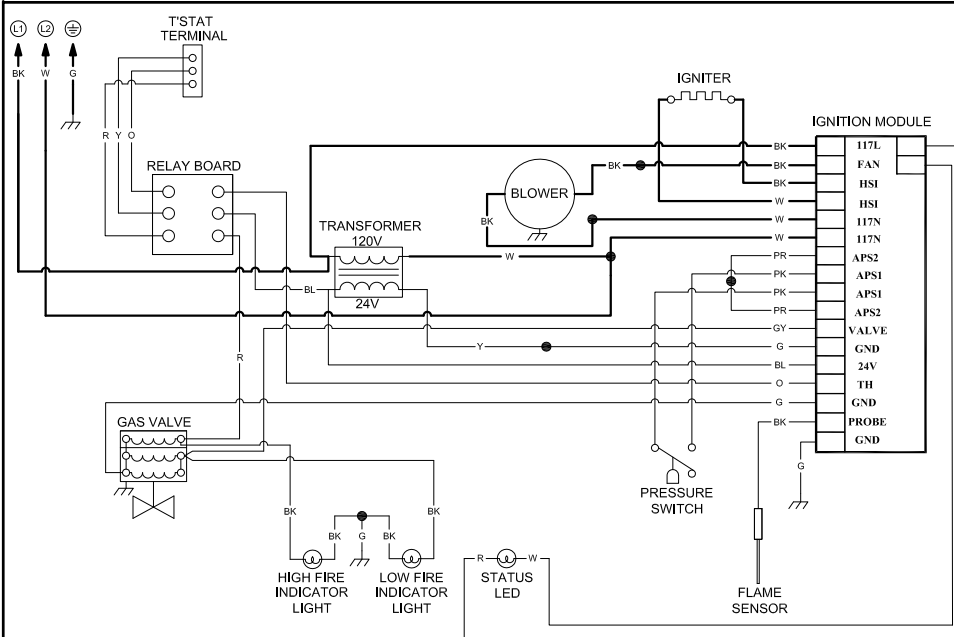 L1 L2
T'STAT
TERMINAL
BK W G
R Y O
IGNITER
IGNITION MODULE
RELAY BOARD
BLOWER
BK
BK
TRANSFORMER
120V
24V
W
BL
Y
R
BK 117L
BK FAN
BK HSI
W HSI
W 117N
W 117N
PR APS2
PK APS1
PK APS1
PR APS2
GY VALVE
G GND
BL 24V
O TH
G GND
BK PROBE
GND
G
GAS VALVE
PRESSURE
SWITCH
BK BK
BK G BK
HIGH FIRE
INDICATOR
LIGHT
LOW FIRE
INDICATOR
LIGHT
R W
STATUS
LED
FLAME
SENSOR